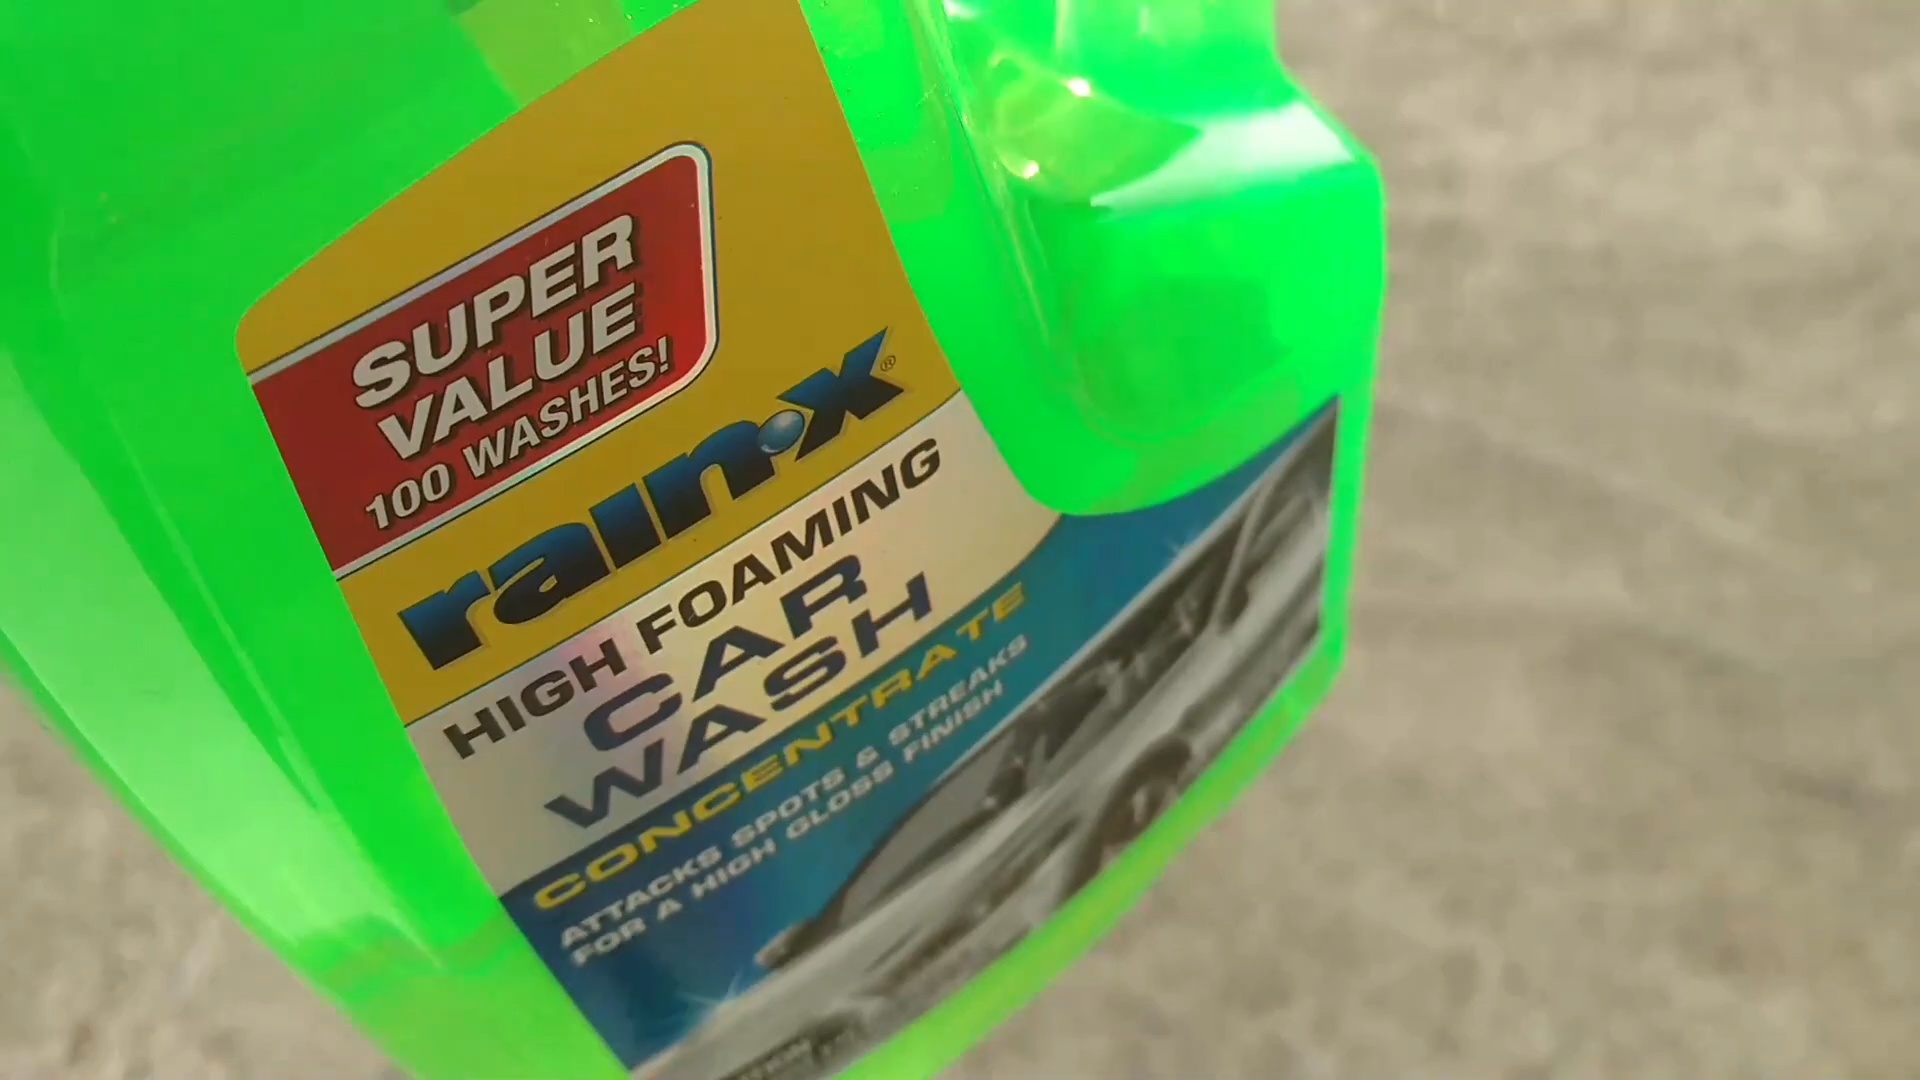 SUPER
VALUE
100 WASHES!
rain·x®
HIGH FOAMING
CAR
WASH
CONCENTRATE
ATTACKS SPOTS & STREAKS
FOR A HIGH GLOSS FINISH